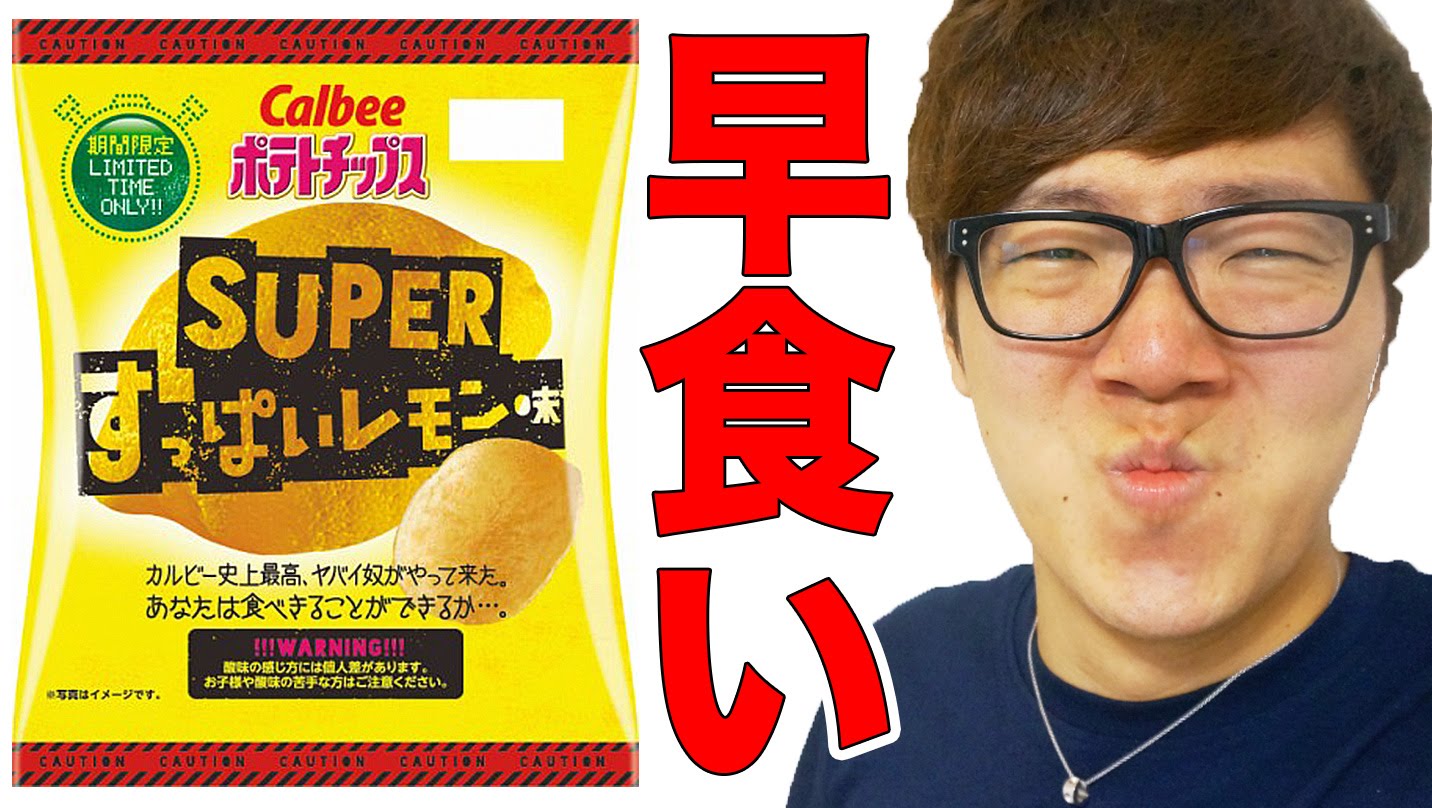 CAUTION CAUTION CAUTION CAUTION CAUTION
期間限定
LIMITED
TIME
ONLY!!
Calbee
ポテトチップス
SUPER
すっぱいレモン味
カルビー史上最高、ヤバイ奴がやって来た。
あなたは食べきることができるか…。
!!!WARNING!!!
酸味の感じ方には個人差があります。
お子様や酸味の苦手な方はご注意ください。
※写真はイメージです。
CAUTION CAUTION CAUTION CAUTION CAUTION
早食い